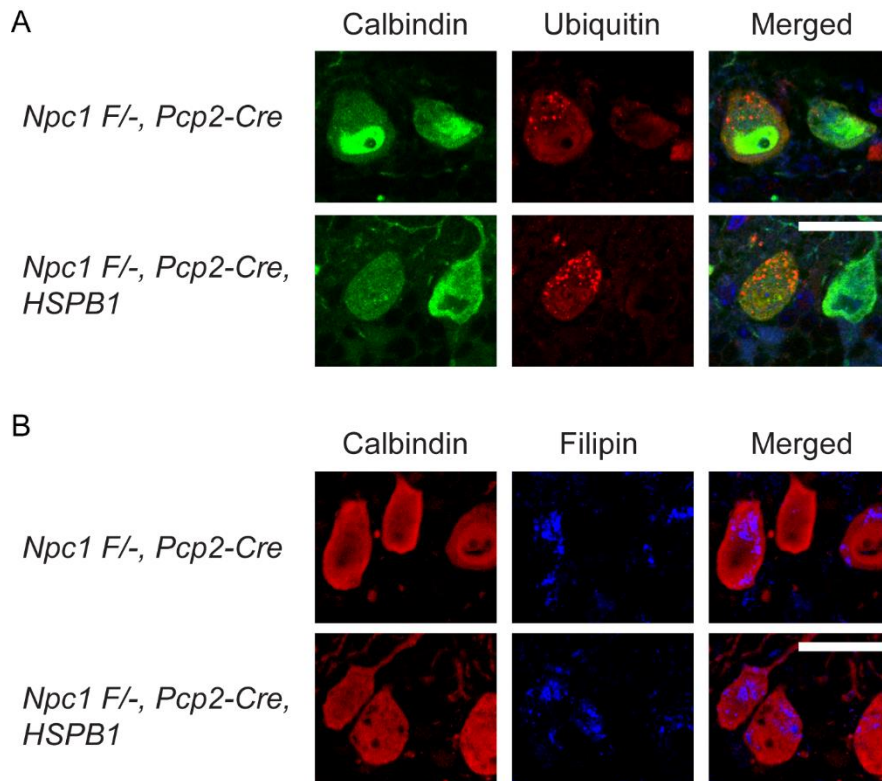 A
Calbindin Ubiquitin Merged
Npc1 F/-, Pcp2-Cre
Npc1 F/-, Pcp2-Cre,
HSPB1
B
Calbindin Filipin Merged
Npc1 F/-, Pcp2-Cre
Npc1 F/-, Pcp2-Cre,
HSPB1